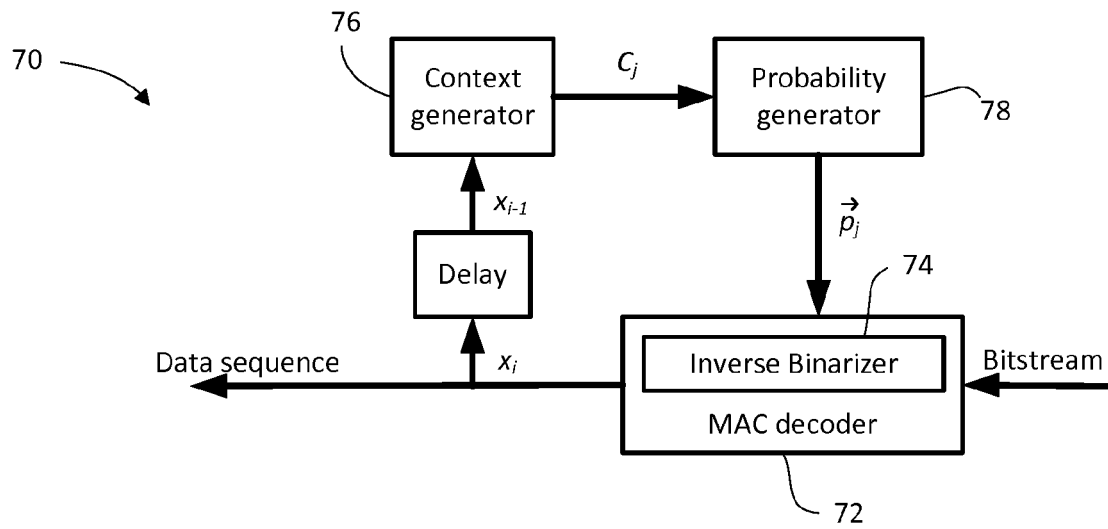 76
70
Context
generator
C_j
Probability
generator
78
x_{i-1}
\vec{p}_j
Delay
74
Data sequence
x_i
Inverse Binarizer
Bitstream
MAC decoder
72